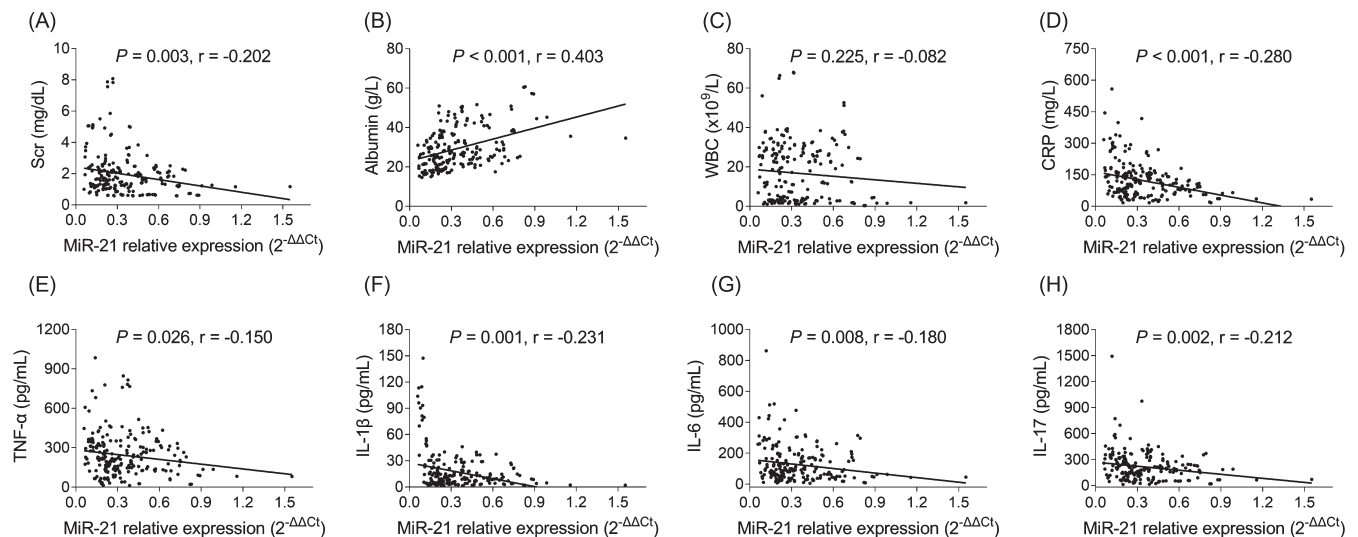 (A)
P = 0.003, r = -0.202
Scr (mg/dL)
10
8
6
4
2
0
0.0 0.3 0.6 0.9 1.2 1.5
MiR-21 relative expression (2^-ΔΔCt)
(B)
P < 0.001, r = 0.403
Albumin (g/L)
80
60
40
20
0
0.0 0.3 0.6 0.9 1.2 1.5
MiR-21 relative expression (2^-ΔΔCt)
(C)
P = 0.225, r = -0.082
WBC (x10^9/L)
80
60
40
20
0
0.0 0.3 0.6 0.9 1.2 1.5
MiR-21 relative expression (2^-ΔΔCt)
(D)
P < 0.001, r = -0.280
CRP (mg/L)
750
600
450
300
150
0
0.0 0.3 0.6 0.9 1.2 1.5
MiR-21 relative expression (2^-ΔΔCt)
(E)
P = 0.026, r = -0.150
TNF-α (pg/mL)
1200
900
600
300
0
0.0 0.3 0.6 0.9 1.2 1.5
MiR-21 relative expression (2^-ΔΔCt)
(F)
P = 0.001, r = -0.231
IL-1β (pg/mL)
180
150
120
90
60
30
0
0.0 0.3 0.6 0.9 1.2 1.5
MiR-21 relative expression (2^-ΔΔCt)
(G)
P = 0.008, r = -0.180
IL-6 (pg/mL)
1000
800
600
400
200
0
0.0 0.3 0.6 0.9 1.2 1.5
MiR-21 relative expression (2^-ΔΔCt)
(H)
P = 0.002, r = -0.212
IL-17 (pg/mL)
1800
1500
1200
900
600
300
0
0.0 0.3 0.6 0.9 1.2 1.5
MiR-21 relative expression (2^-ΔΔCt)